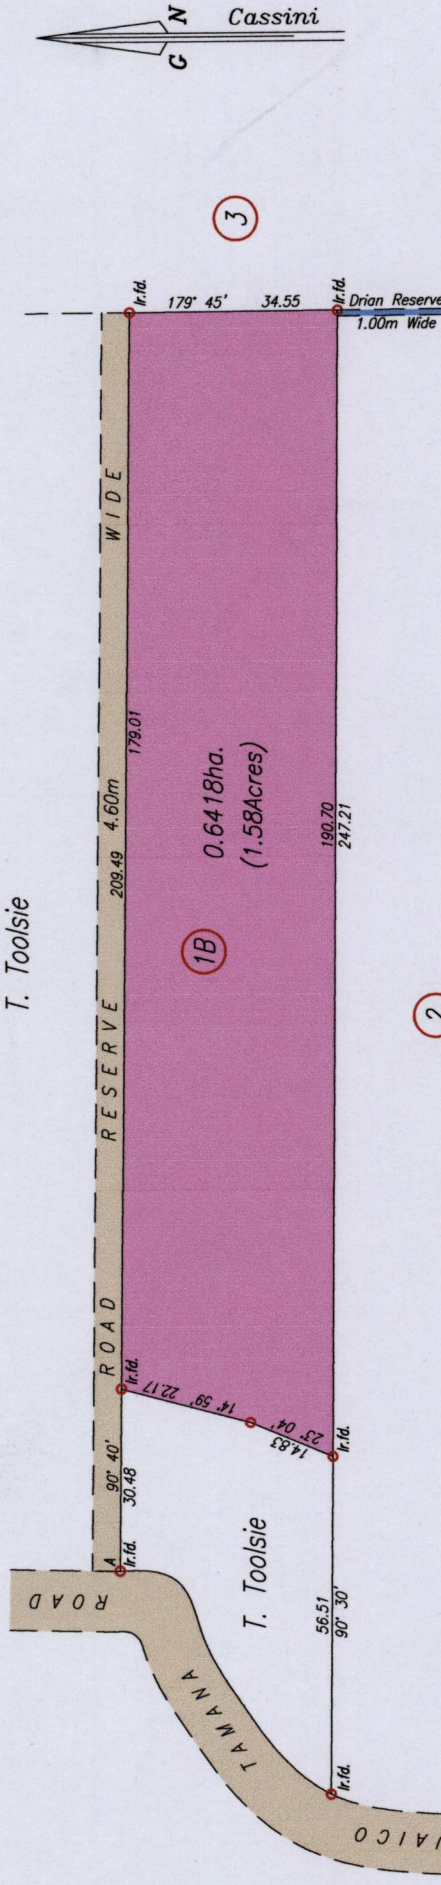 Cassini
N
G
3
Ir.fd.
179° 45' 34.55
Ir.fd.
Drian Reserve
1.00m Wide
T. Toolsie
ROAD RESERVE 4.60m WIDE
209.49
179.01
0.6418ha.
(1.58Acres)
1B
190.70
247.21
2
Ir.fd.
22.17
14° 59'
23° 04'
14.83
Ir.fd.
90° 40'
30.48
A
Ir.fd.
T. Toolsie
56.51
90° 30'
Ir.fd.
ROAD
TAMANA